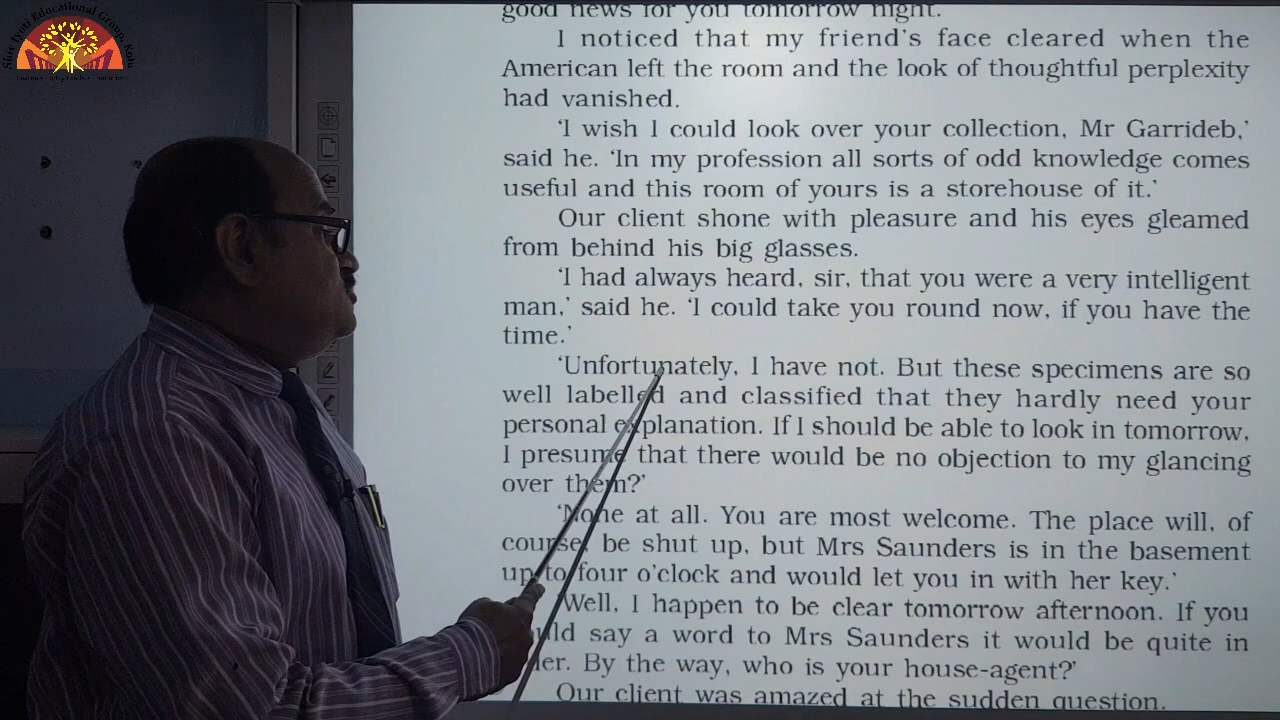 Shiv Jyoti Educational Group, Kota
good news for you tomorrow night.
I noticed that my friend's face cleared when the
American left the room and the look of thoughtful perplexity
had vanished.
'I wish I could look over your collection, Mr Garrideb,'
said he. 'In my profession all sorts of odd knowledge comes
useful and this room of yours is a storehouse of it.'
Our client shone with pleasure and his eyes gleamed
from behind his big glasses.
'I had always heard, sir, that you were a very intelligent
man,' said he. 'I could take you round now, if you have the
time.'
'Unfortunately, I have not. But these specimens are so
well labelled and classified that they hardly need your
personal explanation. If I should be able to look in tomorrow,
I presume that there would be no objection to my glancing
over them?'
'None at all. You are most welcome. The place will, of
course, be shut up, but Mrs Saunders is in the basement
up to four o'clock and would let you in with her key.'
Well, I happen to be clear tomorrow afternoon. If you
say a word to Mrs Saunders it would be quite in
By the way, who is your house-agent?'
Our client was amazed at the sudden question.